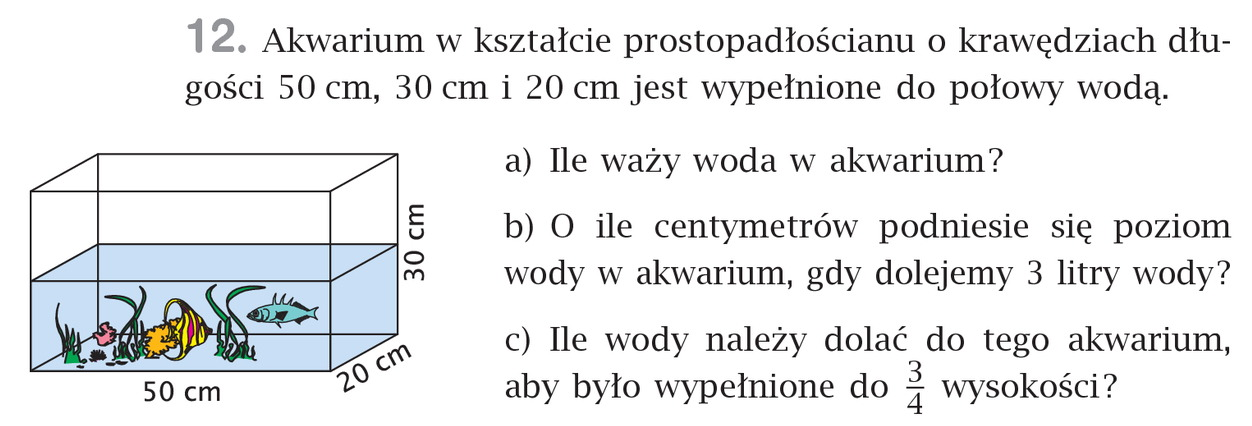 12. Akwarium w kształcie prostopadłościanu o krawędziach dłu-
gości 50 cm, 30 cm i 20 cm jest wypełnione do połowy wodą.
a) Ile waży woda w akwarium?
b) O ile centymetrów podniesie się poziom
wody w akwarium, gdy dolejemy 3 litry wody?
c) Ile wody należy dolać do tego akwarium,
aby było wypełnione do 3/4 wysokości?
30 cm
20 cm
50 cm